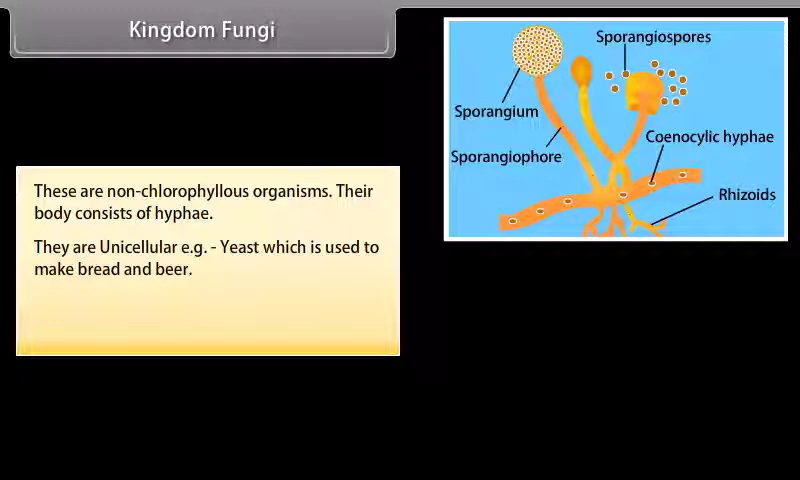 Kingdom Fungi
These are non-chlorophyllous organisms. Their
body consists of hyphae.
They are Unicellular e.g. - Yeast which is used to
make bread and beer.
Sporangiospores
Sporangium
Sporangiophore
Coenocylic hyphae
Rhizoids